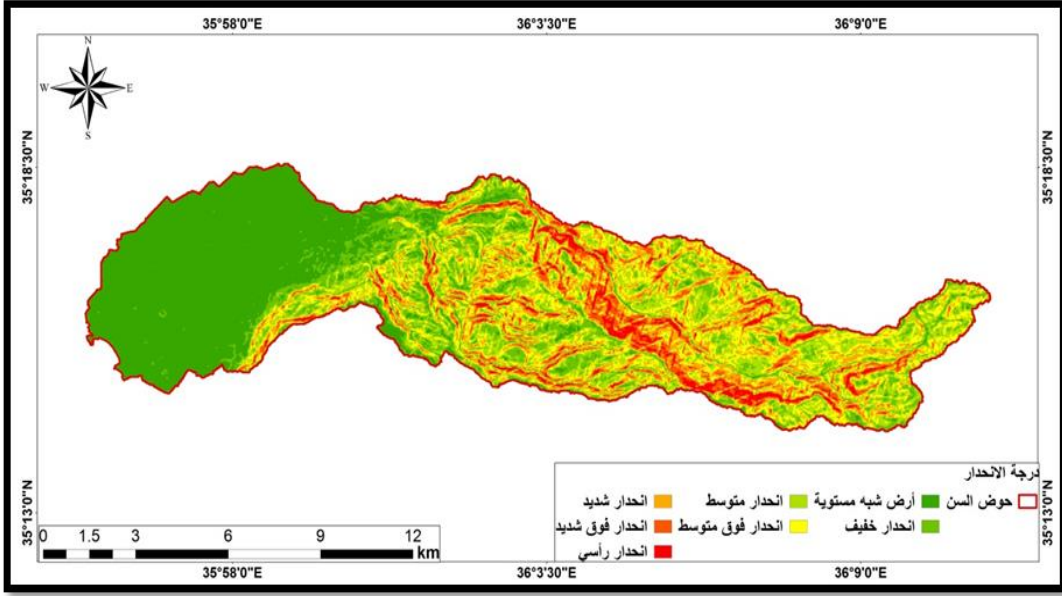 35°58'0"E 36°3'30"E 36°9'0"E
N
W E
S
35°18'30"N 35°18'30"N
درجة الانحدار
حوض السن أرض شبه مستوية انحدار متوسط انحدار شديد
انحدار خفيف انحدار فوق متوسط انحدار فوق شديد
انحدار رأسي
35°13'0"N 35°13'0"N
0 1.5 3 6 9 12
km
35°58'0"E 36°3'30"E 36°9'0"E